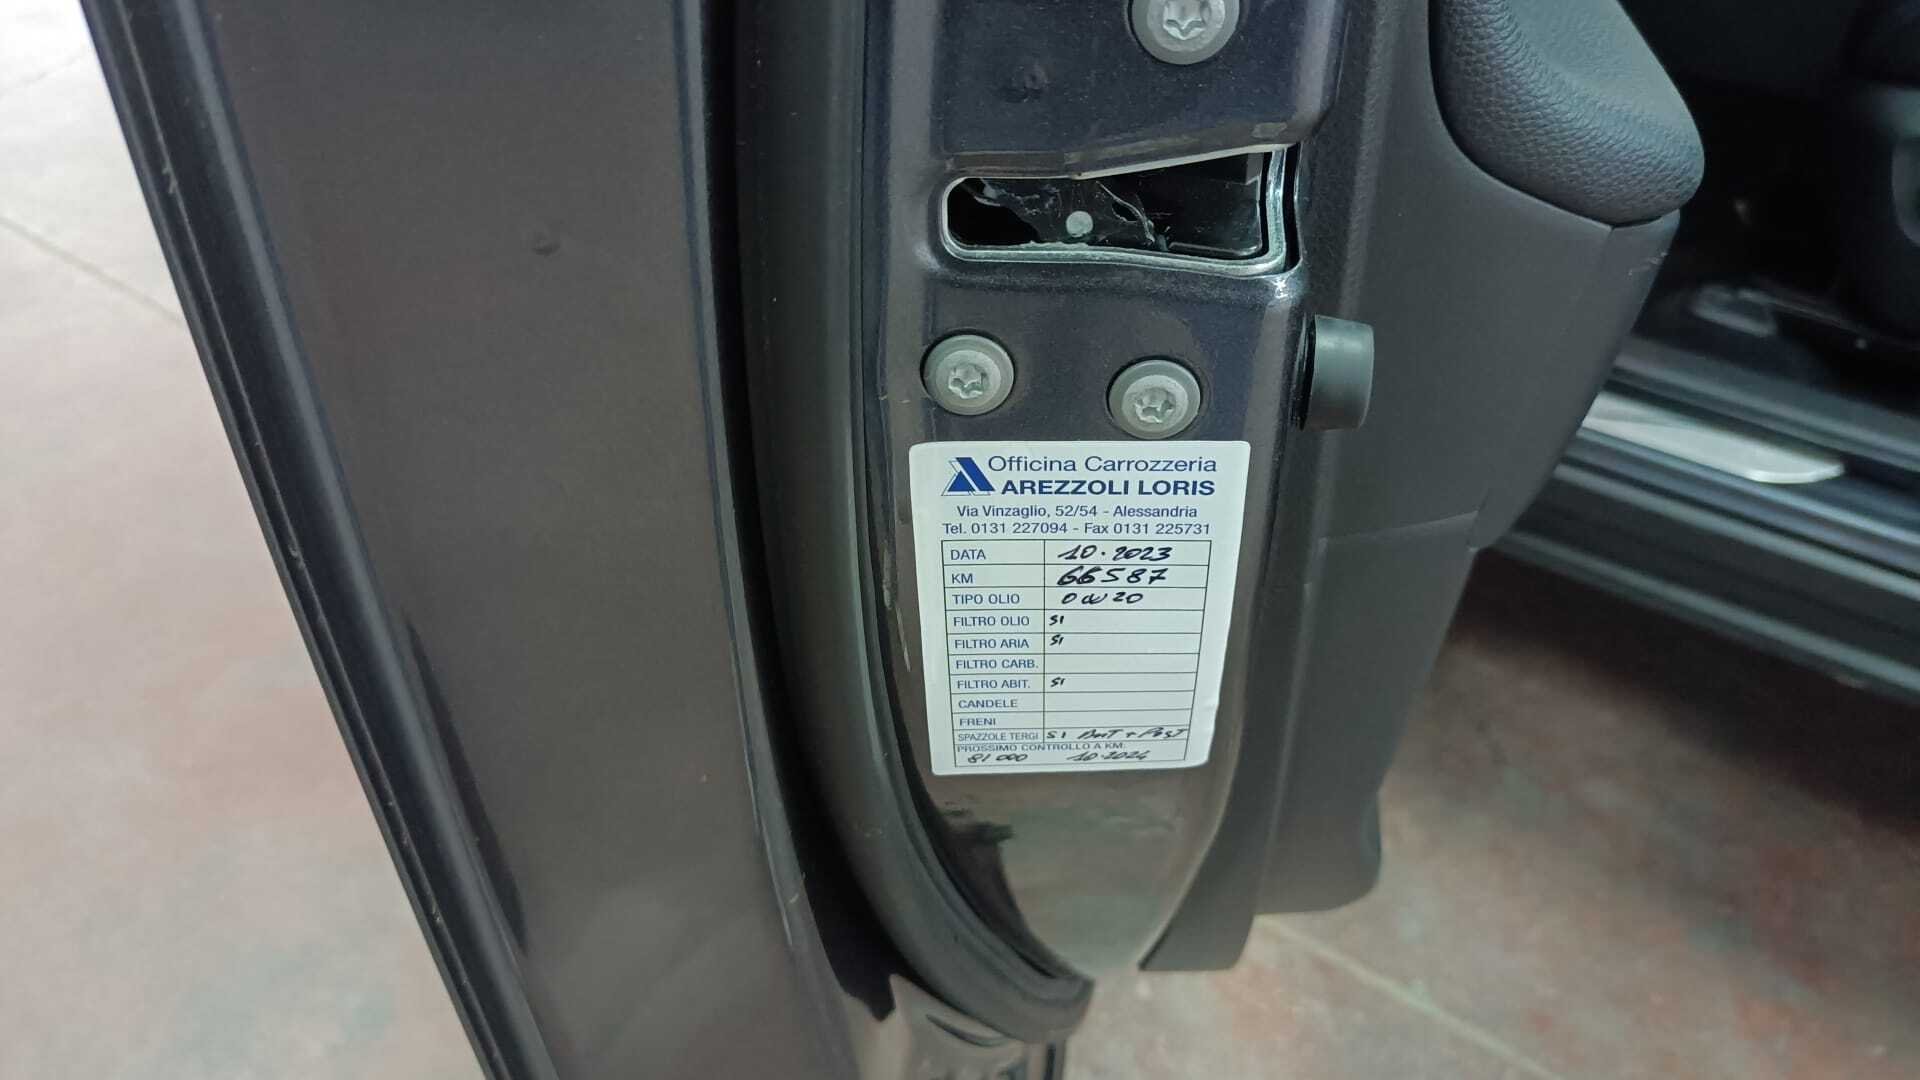 Officina Carrozzeria
AREZZOLI LORIS
Via Vinzaglio, 52/54 - Alessandria
Tel. 0131 227094 - Fax 0131 225731
DATA 10.2023
KM 66587
TIPO OLIO 0W20
FILTRO OLIO SI
FILTRO ARIA SI
FILTRO CARB.
FILTRO ABIT. SI
CANDELE
FRENI
SPAZZOLE TERGI SI ANT + POST
PROSSIMO CONTROLLO A KM.
81000 10.2024